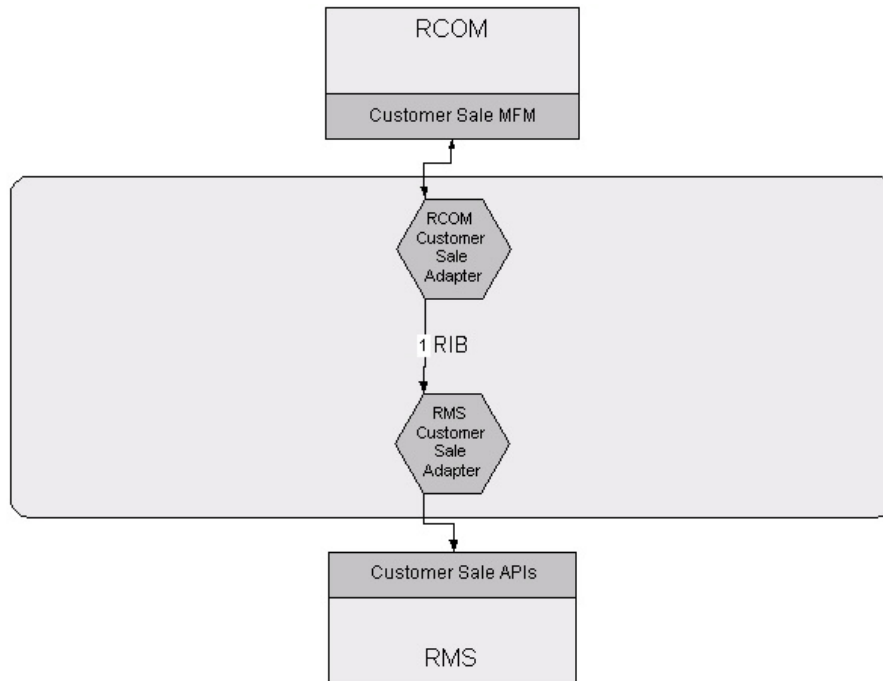 RCOM
Customer Sale MFM
RCOM
Customer
Sale
Adapter
1 RIB
RMS
Customer
Sale
Adapter
Customer Sale APIs
RMS